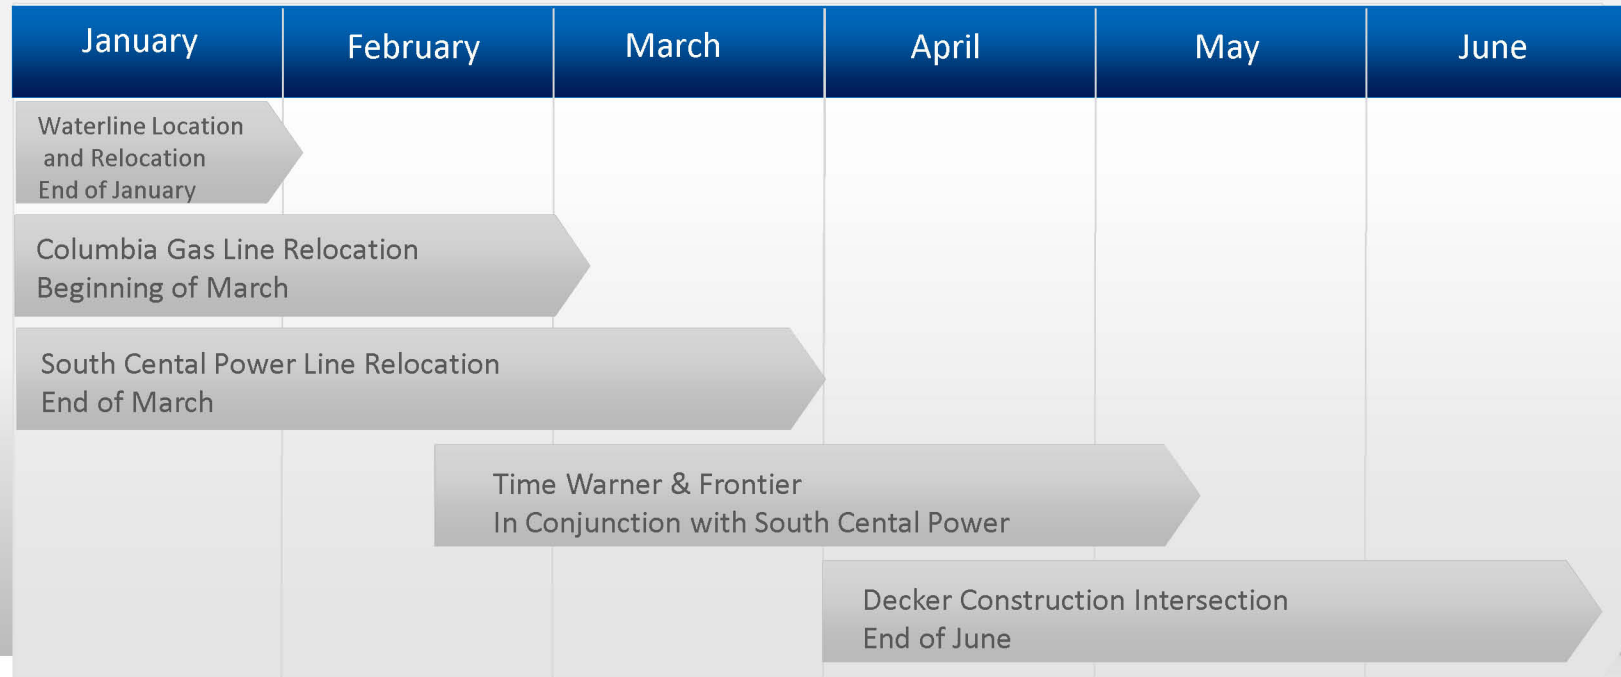 January
February
March
April
May
June
Waterline Location
and Relocation
End of January
Columbia Gas Line Relocation
Beginning of March
South Cental Power Line Relocation
End of March
Time Warner & Frontier
In Conjunction with South Cental Power
Decker Construction Intersection
End of June